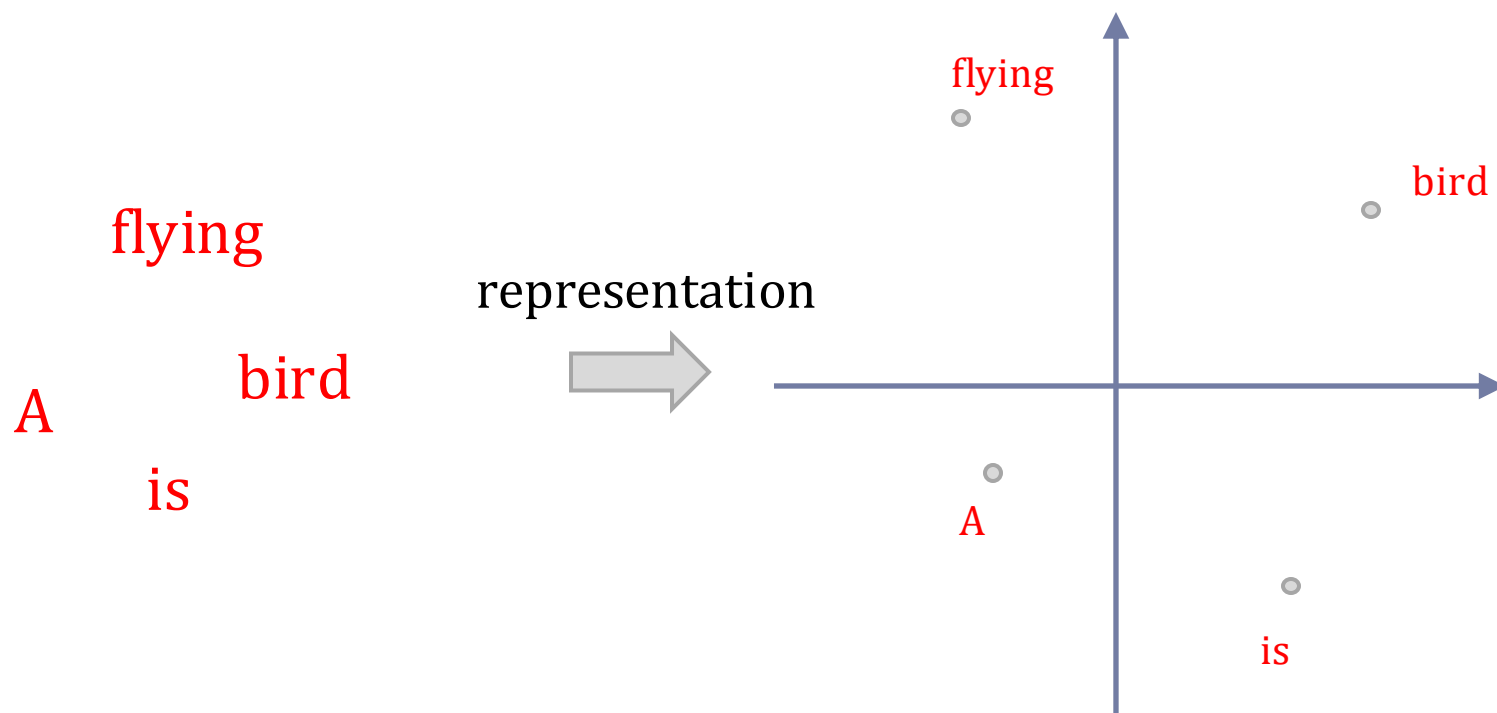 flying
bird
A
is
representation
flying
bird
A
is